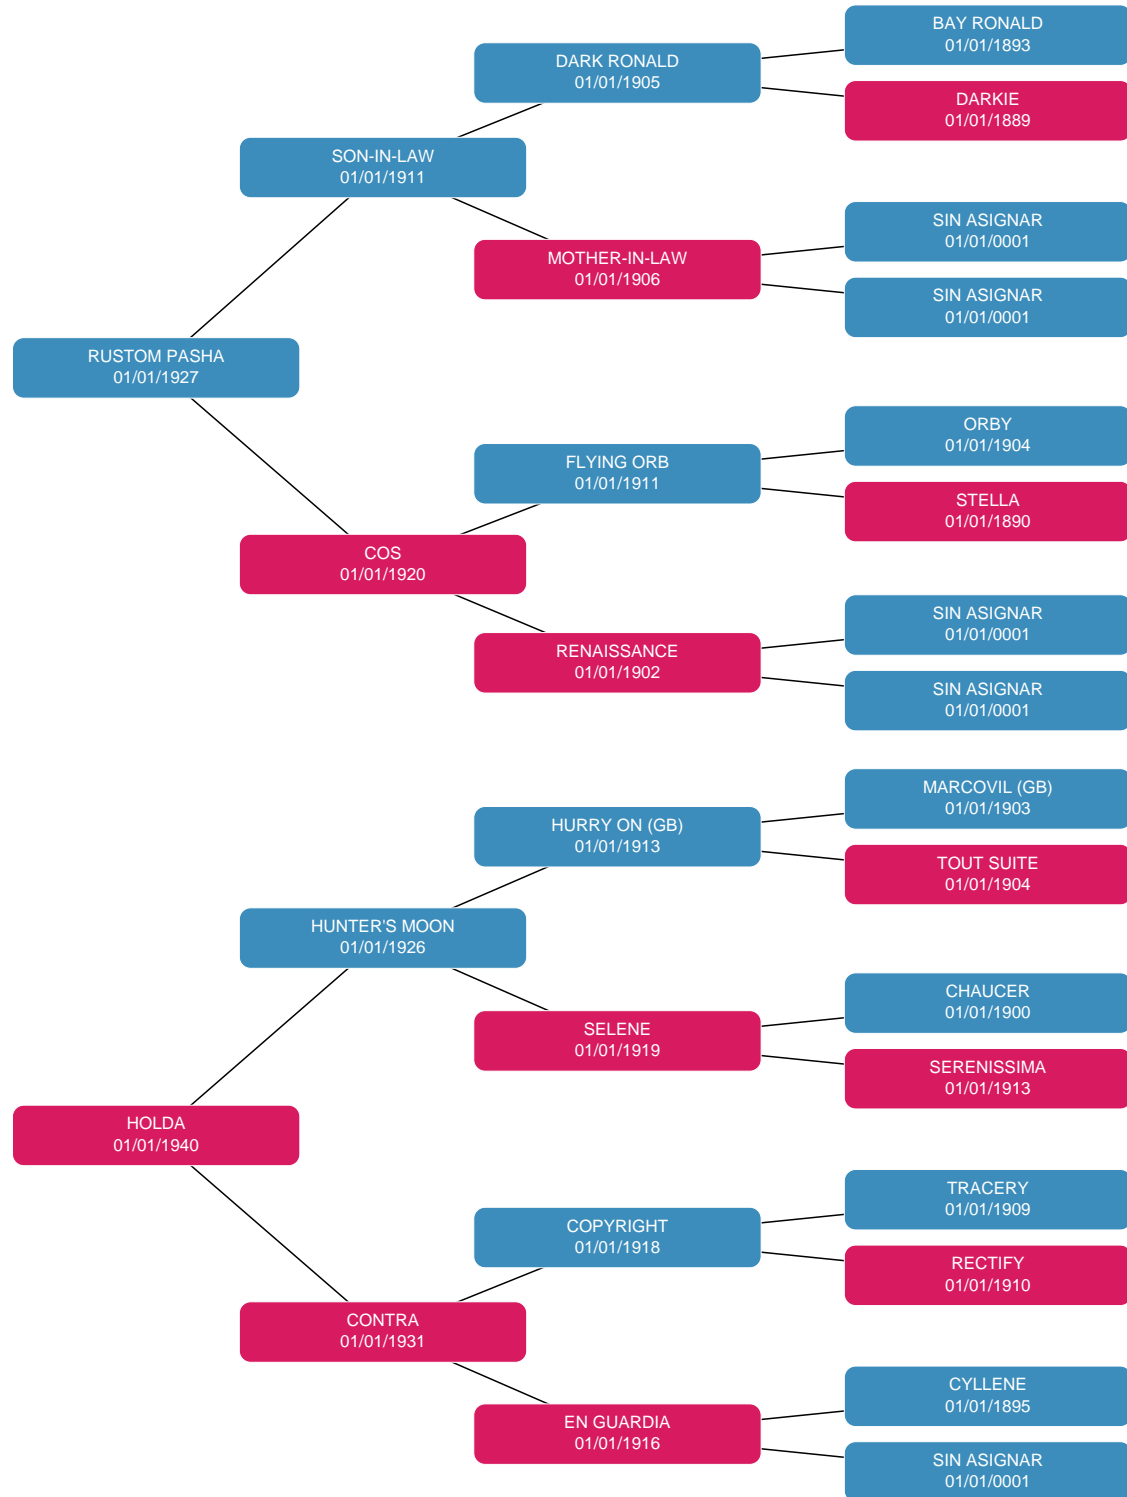 BAY RONALD
01/01/1893
DARK RONALD
01/01/1905
DARKIE
01/01/1889
SON-IN-LAW
01/01/1911
SIN ASIGNAR
01/01/0001
MOTHER-IN-LAW
01/01/1906
SIN ASIGNAR
01/01/0001
RUSTOM PASHA
01/01/1927
ORBY
01/01/1904
FLYING ORB
01/01/1911
STELLA
01/01/1890
COS
01/01/1920
SIN ASIGNAR
01/01/0001
RENAISSANCE
01/01/1902
SIN ASIGNAR
01/01/0001
MARCOVIL (GB)
01/01/1903
HURRY ON (GB)
01/01/1913
TOUT SUITE
01/01/1904
HUNTER'S MOON
01/01/1926
CHAUCER
01/01/1900
SELENE
01/01/1919
SERENISSIMA
01/01/1913
HOLDA
01/01/1940
TRACERY
01/01/1909
COPYRIGHT
01/01/1918
RECTIFY
01/01/1910
CONTRA
01/01/1931
CYLLENE
01/01/1895
EN GUARDIA
01/01/1916
SIN ASIGNAR
01/01/0001